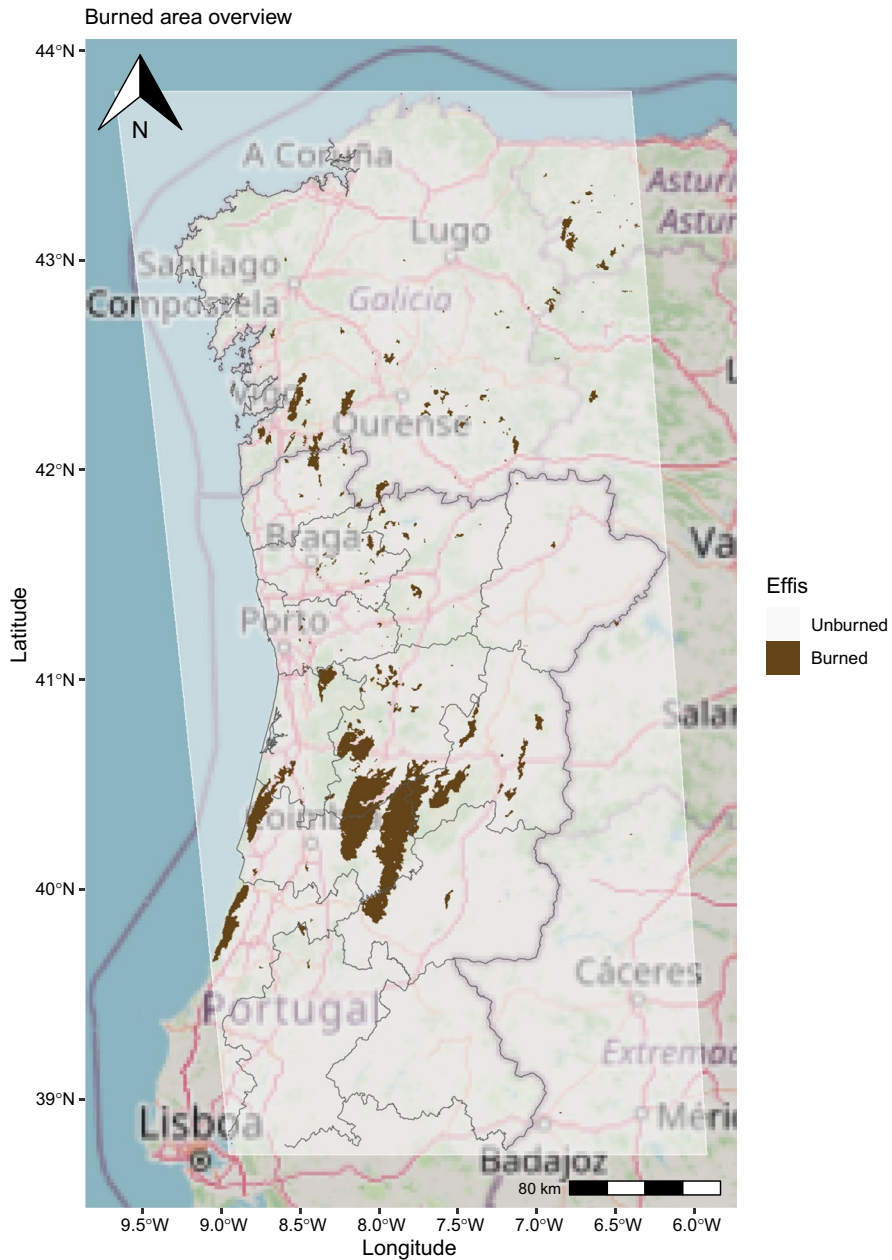 Burned area overview
44°N
43°N
42°N
41°N
40°N
39°N
Latitude
N
A Coruña
Lugo
Santiago
Compostela
Galicia
Asturi
Astur
Vigo
Ourense
L
Braga
Va
Porto
Salar
Coimbra
Cáceres
Portugal
Extremad
Lisboa
Badajoz
Méri
80 km
9.5°W 9.0°W 8.5°W 8.0°W 7.5°W 7.0°W 6.5°W 6.0°W
Longitude
Effis
Unburned
Burned